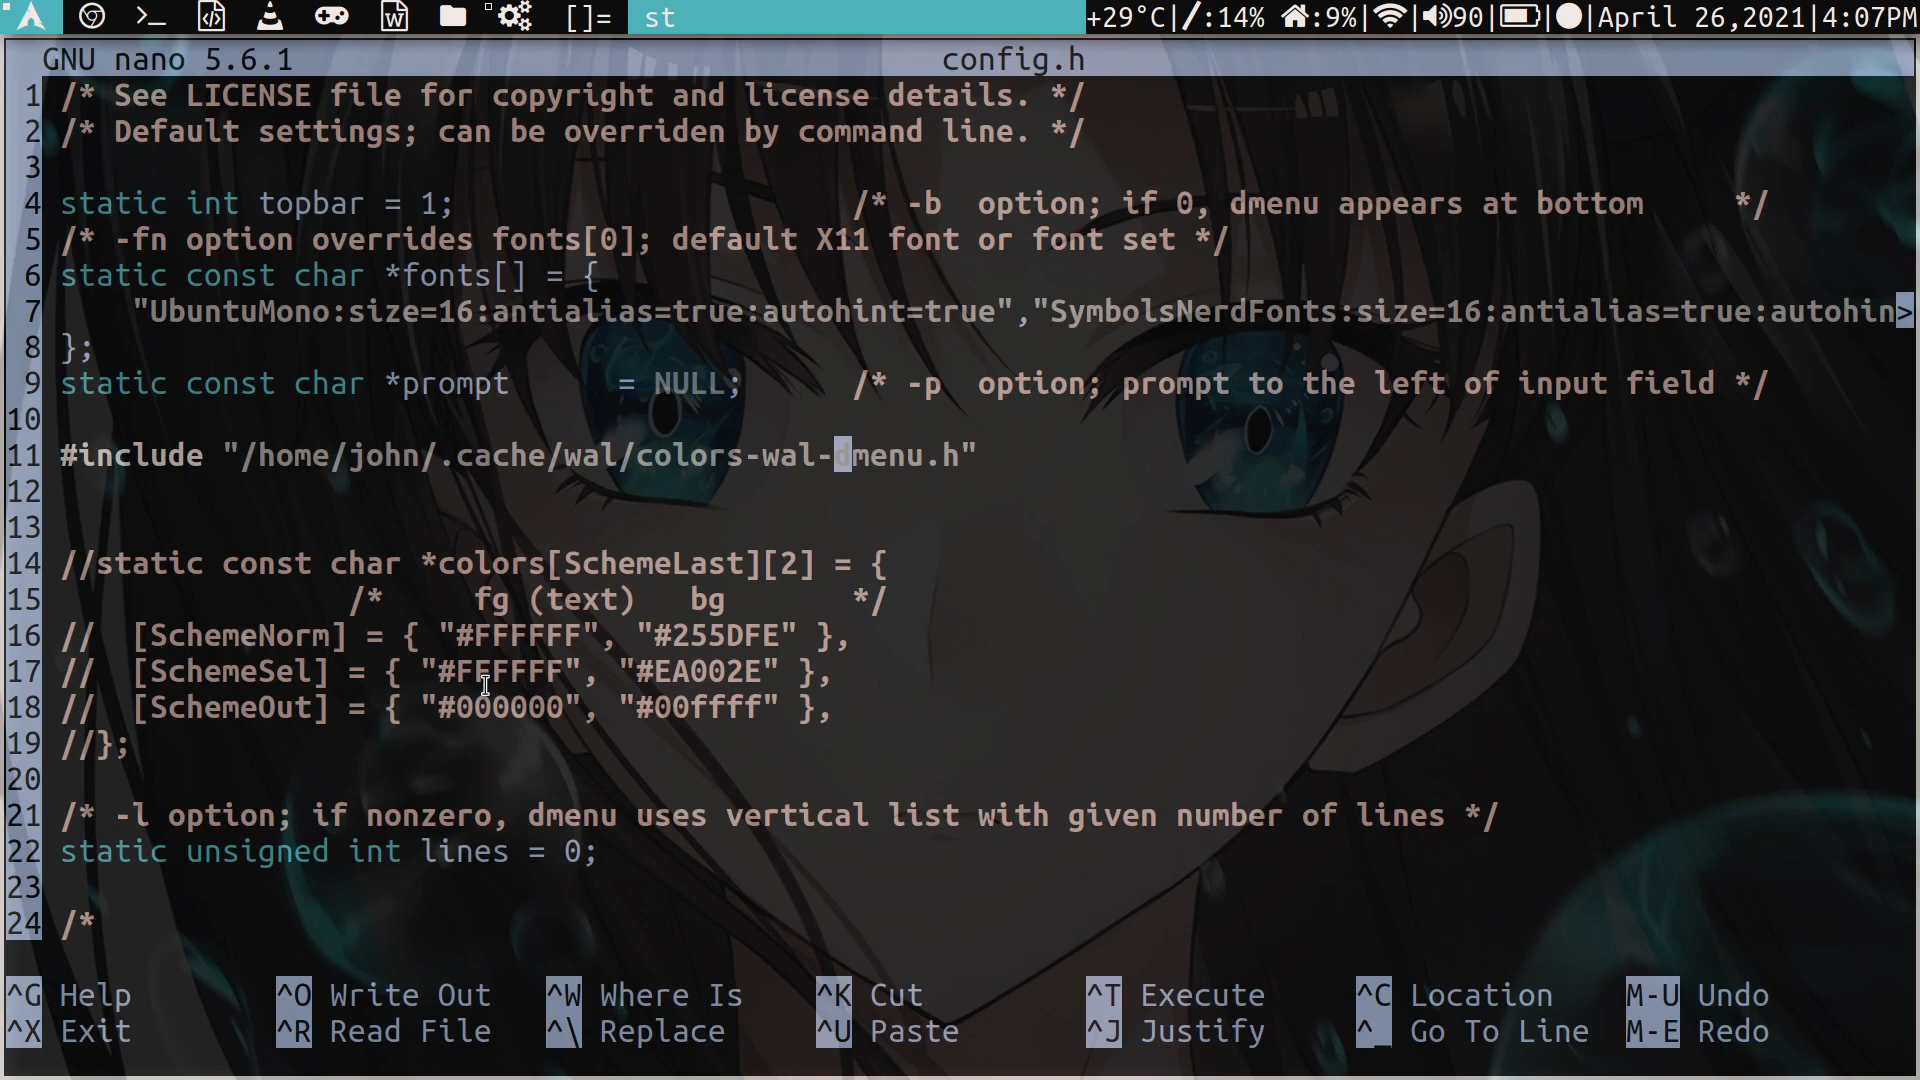 []= st +29°C|/:14% :9%| | 90| | |April 26,2021|4:07PM
GNU nano 5.6.1 config.h
1 /* See LICENSE file for copyright and license details. */
2 /* Default settings; can be overriden by command line. */
3
4 static int topbar = 1; /* -b  option; if 0, dmenu appears at bottom */
5 /* -fn option overrides fonts[0]; default X11 font or font set */
6 static const char *fonts[] = {
7 "UbuntuMono:size=16:antialias=true:autohint=true","SymbolsNerdFonts:size=16:antialias=true:autohin>
8 };
9 static const char *prompt = NULL; /* -p  option; prompt to the left of input field */
10
11 #include "/home/john/.cache/wal/colors-wal-dmenu.h"
12
13
14 //static const char *colors[SchemeLast][2] = {
15 /* fg (text) bg */
16 // [SchemeNorm] = { "#FFFFFF", "#255DFE" },
17 // [SchemeSel] = { "#FFFFFF", "#EA002E" },
18 // [SchemeOut] = { "#000000", "#00ffff" },
19 //};
20
21 /* -l option; if nonzero, dmenu uses vertical list with given number of lines */
22 static unsigned int lines = 0;
23
24 /*
^G Help ^O Write Out ^W Where Is ^K Cut ^T Execute ^C Location M-U Undo
^X Exit ^R Read File ^\ Replace ^U Paste ^J Justify ^_ Go To Line M-E Redo